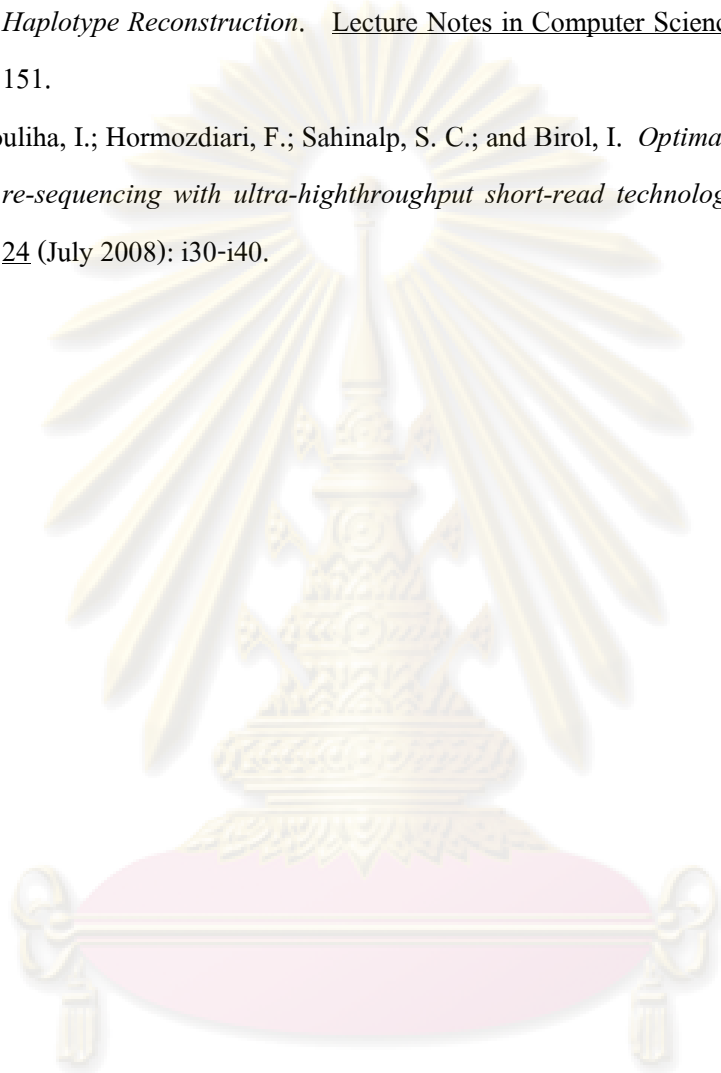 Haplotype Reconstruction. Lecture Notes in Computer Scienc
151.
ouliha, I.; Hormozdiari, F.; Sahinalp, S. C.; and Birol, I. Optima
re-sequencing with ultra-highthroughput short-read technolog
24 (July 2008): i30-i40.